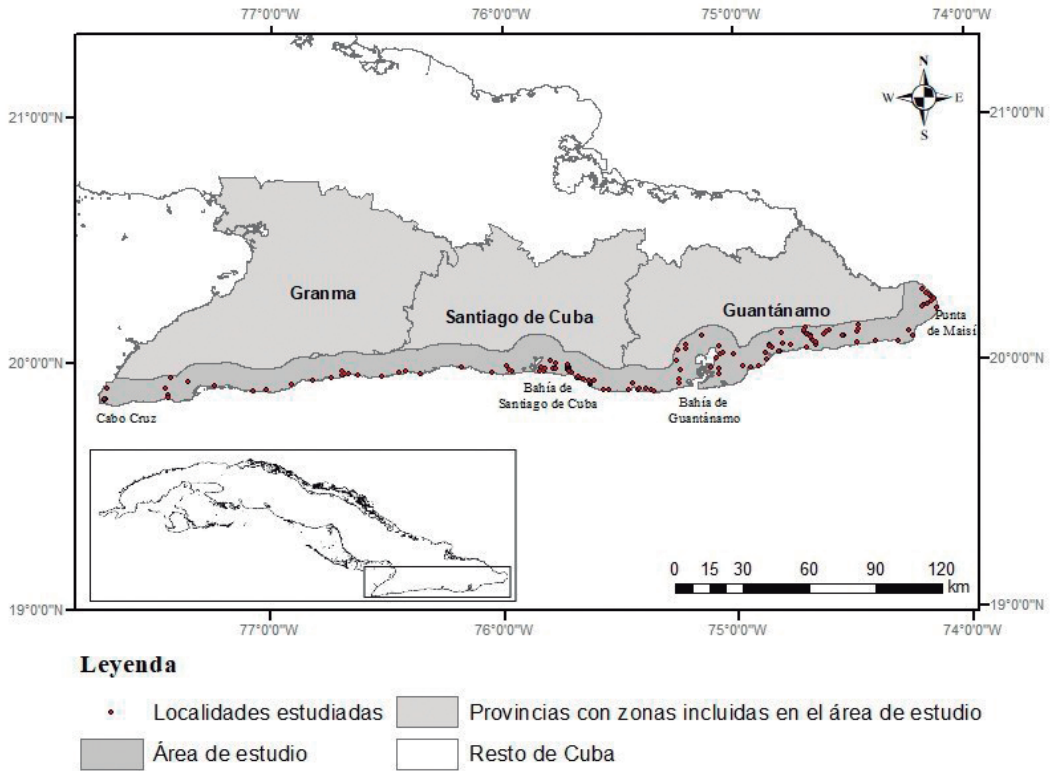 77°0'0"W 76°0'0"W 75°0'0"W 74°0'0"W
N
W E
S
21°0'0"N 21°0'0"N
Granma
Santiago de Cuba
Guantánamo
Punta
de Maisí
20°0'0"N 20°0'0"N
Cabo Cruz
Bahía de
Santiago de Cuba
Bahía de
Guantánamo
0 15 30 60 90 120
km
19°0'0"N 19°0'0"N
77°0'0"W 76°0'0"W 75°0'0"W 74°0'0"W
Leyenda
Localidades estudiadas
Provincias con zonas incluidas en el área de estudio
Área de estudio
Resto de Cuba